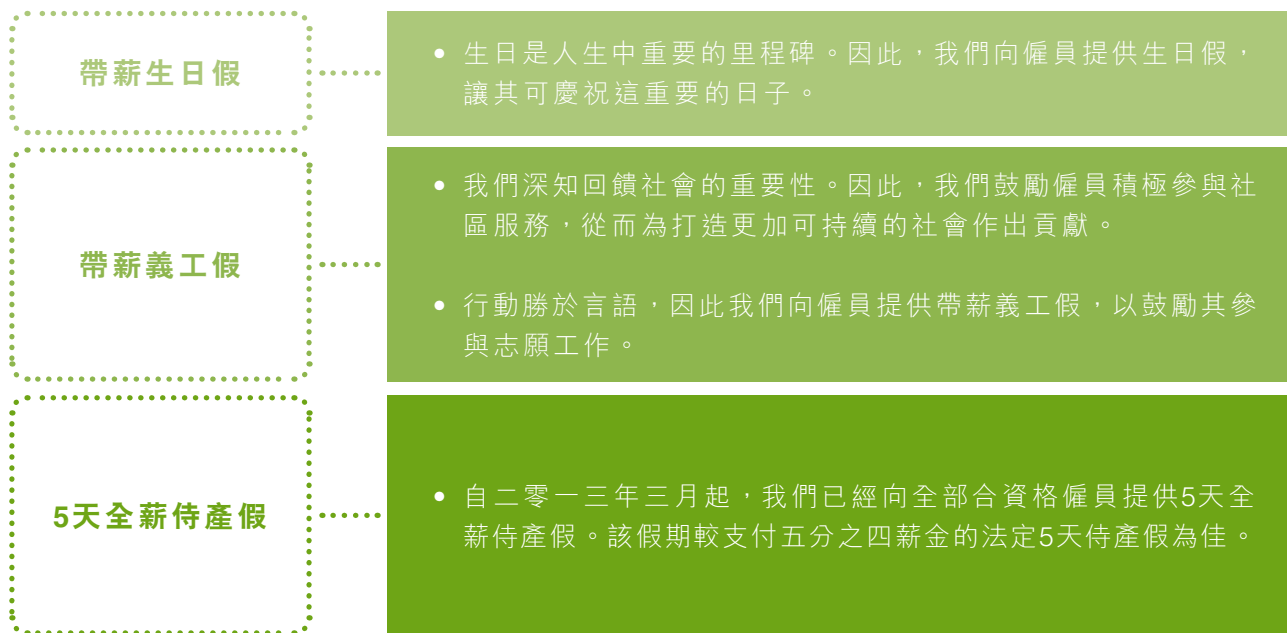 帶薪生日假
• 生日是人生中重要的里程碑。因此，我們向僱員提供生日假，
讓其可慶祝這重要的日子。
帶薪義工假
• 我們深知回饋社會的重要性。因此，我們鼓勵僱員積極參與社
區服務，從而為打造更加可持續的社會作出貢獻。
• 行動勝於言語，因此我們向僱員提供帶薪義工假，以鼓勵其參
與志願工作。
5天全薪侍產假
• 自二零一三年三月起，我們已經向全部合資格僱員提供5天全
薪侍產假。該假期較支付五分之四薪金的法定5天侍產假為佳。